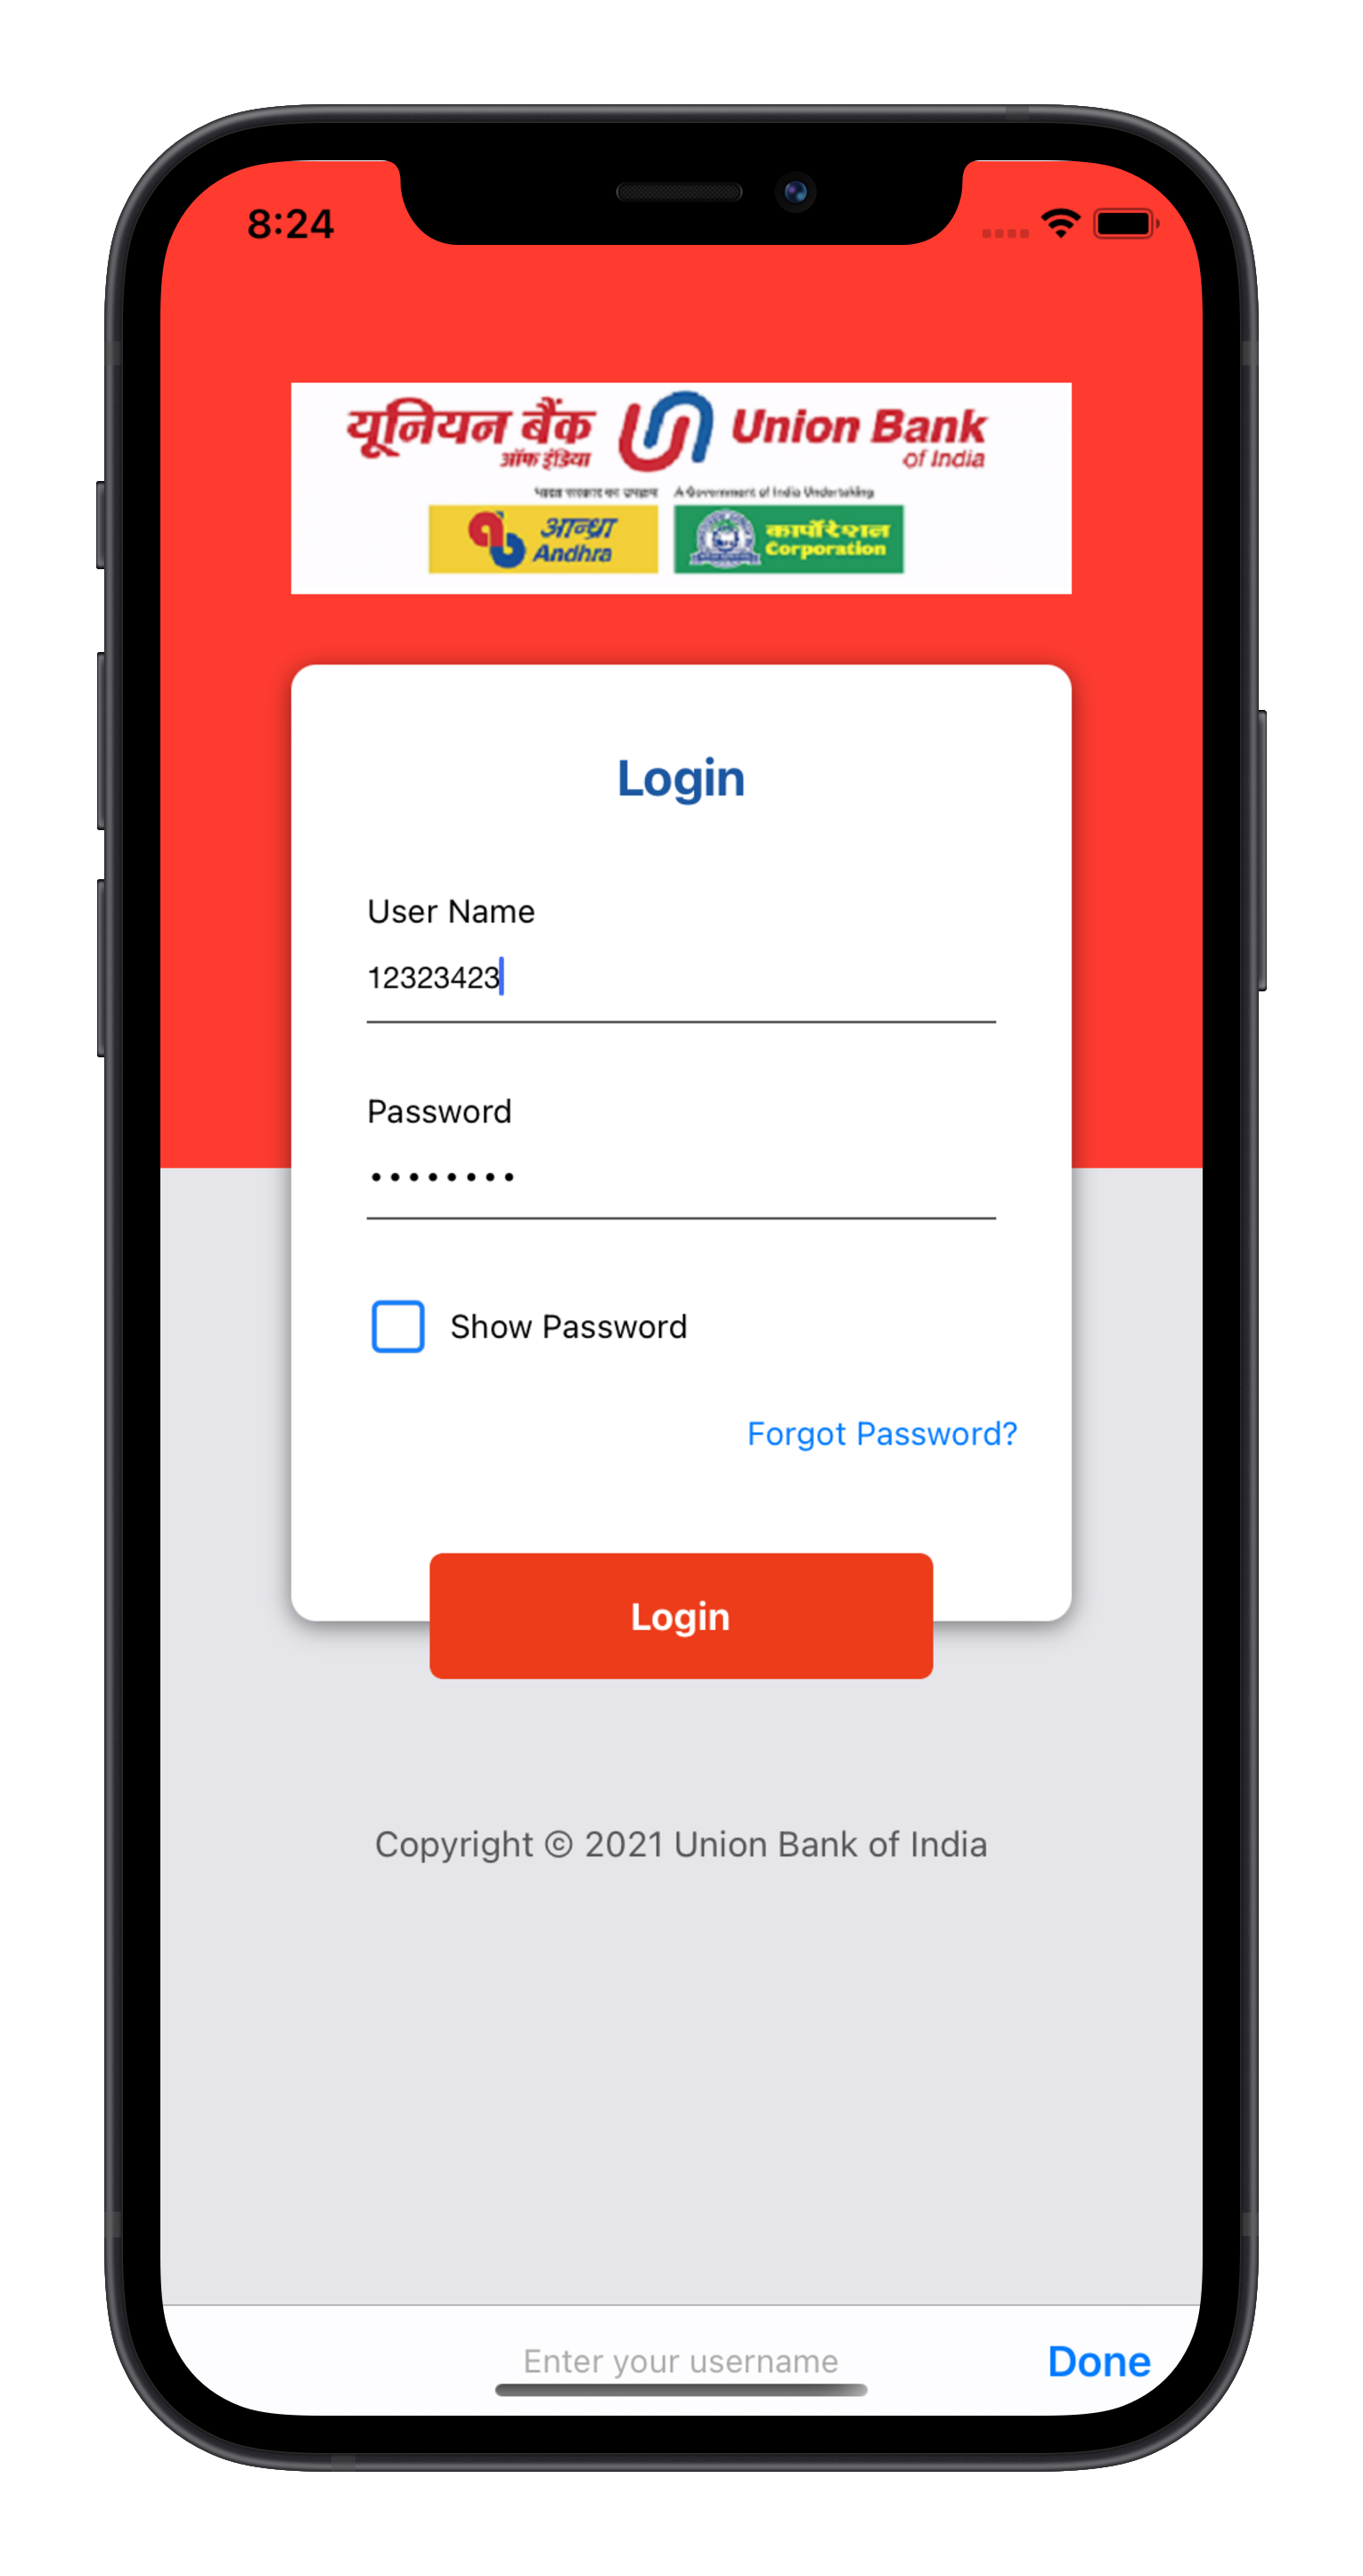 8:24
यूनियन बैंक Union Bank
ऑफ इंडिया of India
भारत सरकार का उपक्रम A Government of India Undertaking
आन्ध्रा कार्पोरेशन
Andhra Corporation
Login
User Name
12323423
Password
••••••••
Show Password
Forgot Password?
Login
Copyright © 2021 Union Bank of India
Enter your username Done